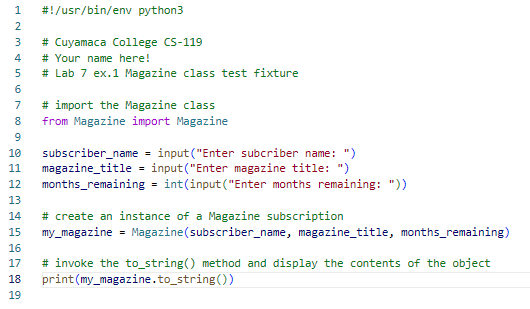 1 #!/usr/bin/env python3
2
3 # Cuyamaca College CS-119
4 # Your name here!
5 # Lab 7 ex.1 Magazine class test fixture
6
7 # import the Magazine class
8 from Magazine import Magazine
9
10 subscriber_name = input("Enter subcriber name: ")
11 magazine_title = input("Enter magazine title: ")
12 months_remaining = int(input("Enter months remaining: "))
13
14 # create an instance of a Magazine subscription
15 my_magazine = Magazine(subscriber_name, magazine_title, months_remaining)
16
17 # invoke the to_string() method and display the contents of the object
18 print(my_magazine.to_string())
19